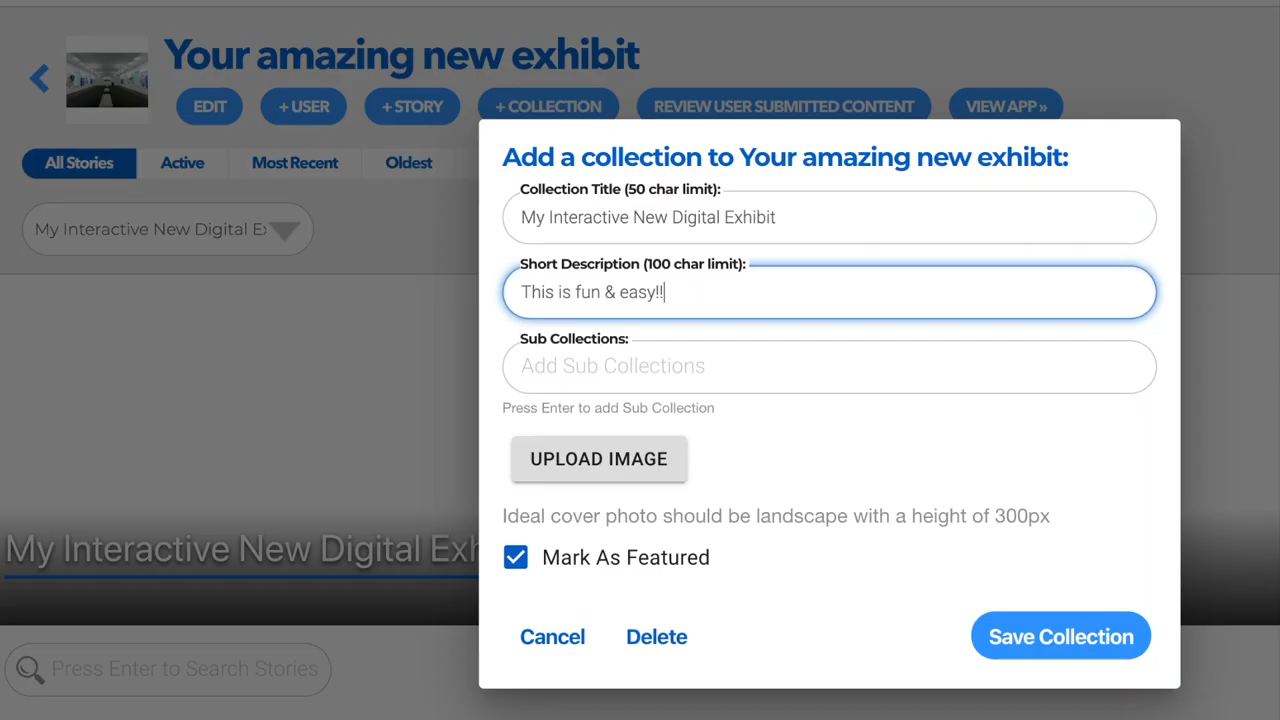 Your amazing new exhibit
EDIT
+ USER
+ STORY
+ COLLECTION
REVIEW USER SUBMITTED CONTENT
VIEW APP »
All Stories
Active
Most Recent
Oldest
My Interactive New Digital Ex
Add a collection to Your amazing new exhibit:
Collection Title (50 char limit):
My Interactive New Digital Exhibit
Short Description (100 char limit):
This is fun & easy!!
Sub Collections:
Add Sub Collections
Press Enter to add Sub Collection
UPLOAD IMAGE
Ideal cover photo should be landscape with a height of 300px
Mark As Featured
Cancel
Delete
Save Collection
My Interactive New Digital Exh
Press Enter to Search Stories